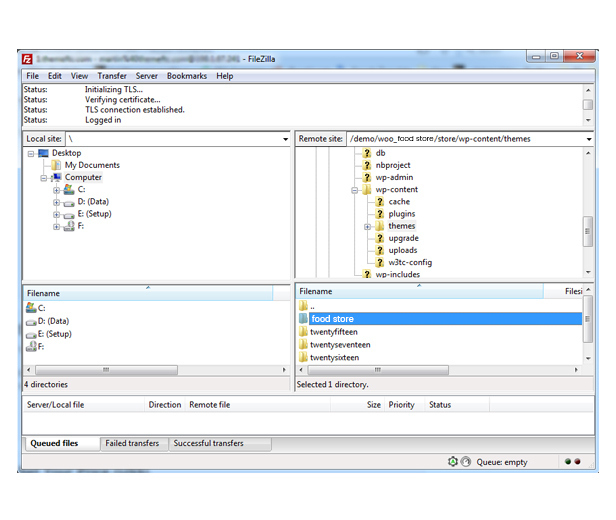 - FileZilla
File Edit View Transfer Server Bookmarks Help
Status: Initializing TLS...
Status: Verifying certificate...
Status: TLS connection established.
Status: Logged in
Local site: \
Remote site: /demo/woo_food store/store/wp-content/themes
Desktop
My Documents
Computer
C:
D: (Data)
E: (Setup)
F:
db
nbproject
wp-admin
wp-content
cache
plugins
themes
upgrade
uploads
w3tc-config
wp-includes
Filename
C:
D: (Data)
E: (Setup)
F:
4 directories
Filename Filesi
..
food store
twentyfifteen
twentyseventeen
twentysixteen
Selected 1 directory.
Server/Local file Direction Remote file Size Priority Status
Queued files Failed transfers Successful transfers
Queue: empty